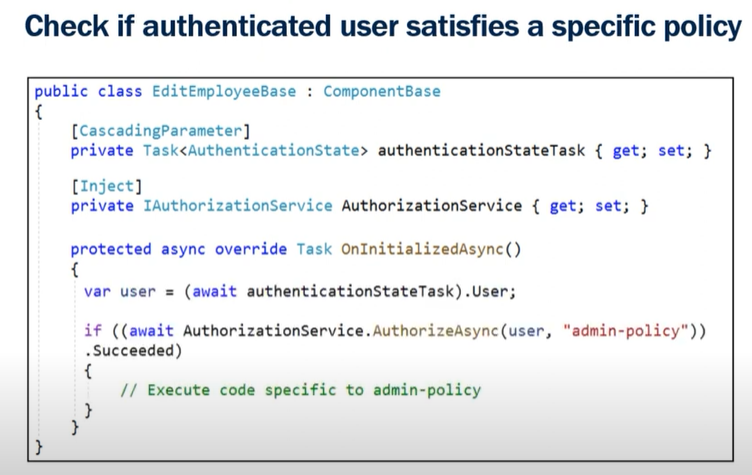 Check if authenticated user satisfies a specific policy
public class EditEmployeeBase : ComponentBase
{
    [CascadingParameter]
    private Task<AuthenticationState> authenticationStateTask { get; set; }
    [Inject]
    private IAuthorizationService AuthorizationService { get; set; }
    protected async override Task OnInitializedAsync()
    {
     var user = (await authenticationStateTask).User;
     if ((await AuthorizationService.AuthorizeAsync(user, "admin-policy"))
     .Succeeded)
     {
         // Execute code specific to admin-policy
     }
    }
}